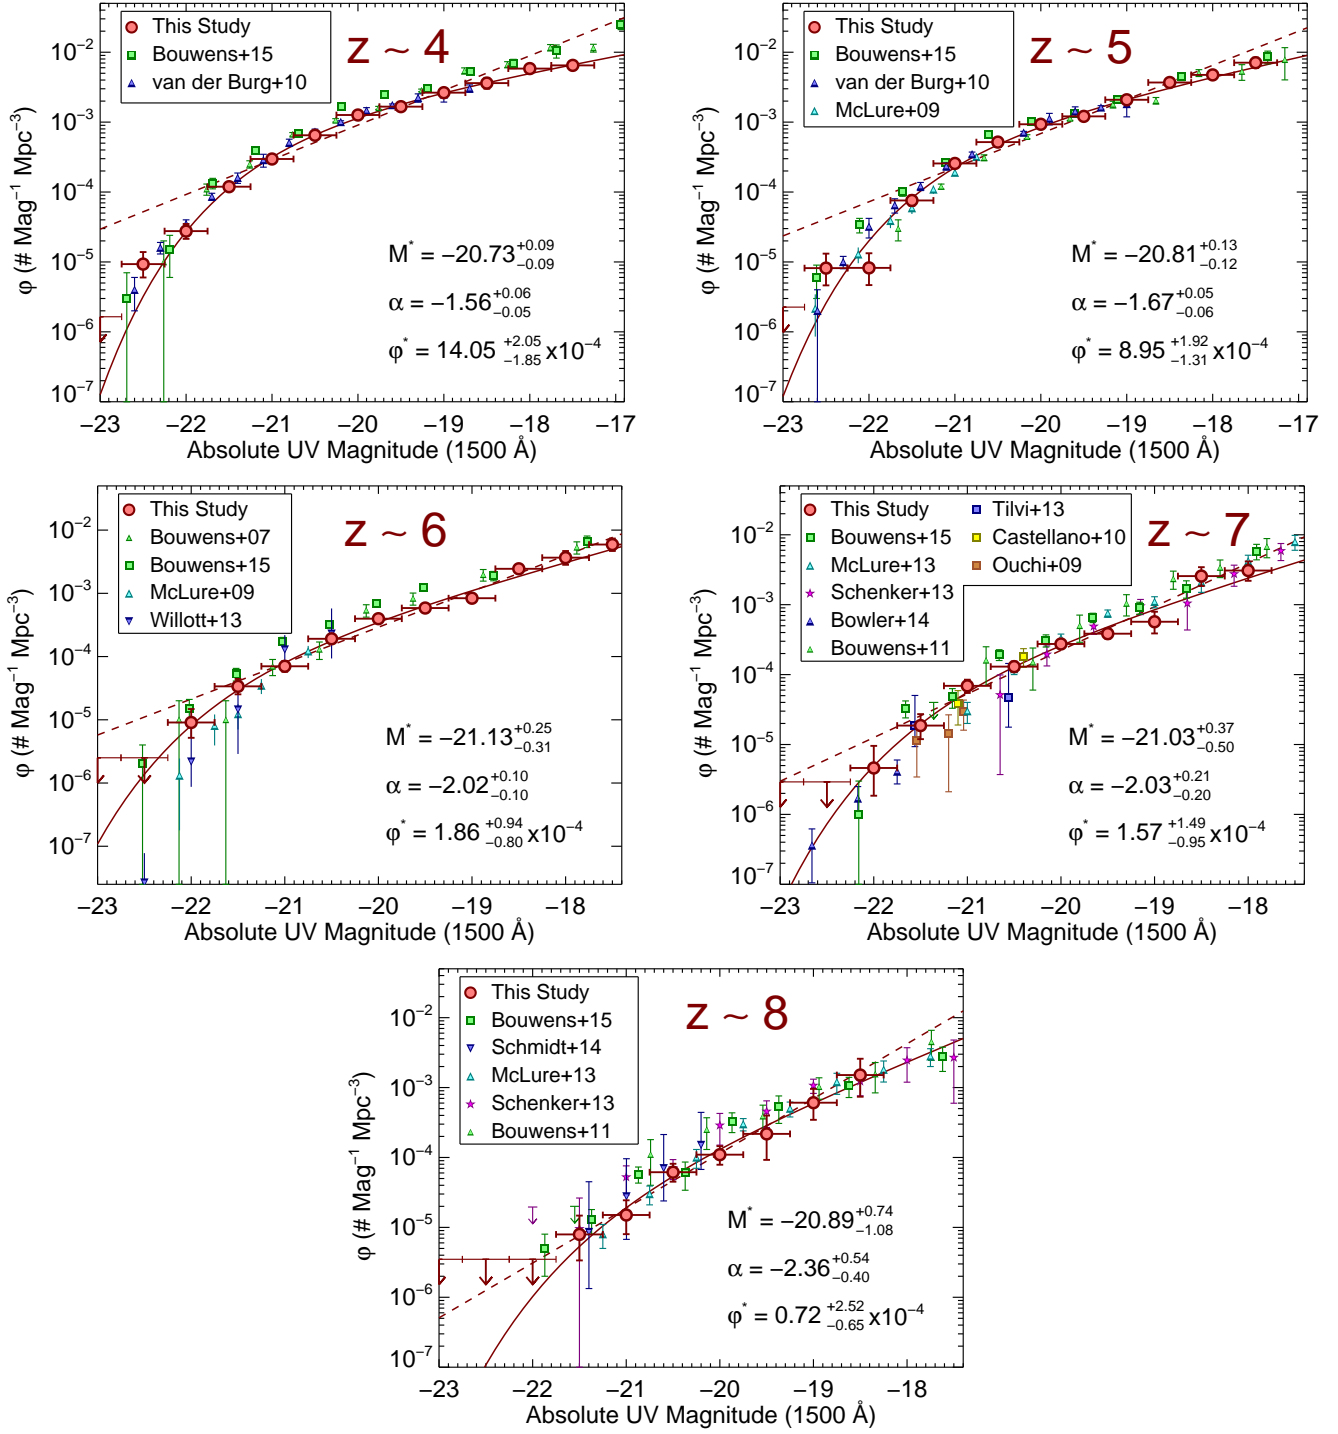 z ~ 4
This Study
Bouwens+15
van der Burg+10
M* = −20.73 +0.09 −0.09
α = −1.56 +0.06 −0.05
φ* = 14.05 +2.05 −1.85 x10−4
φ (# Mag−1 Mpc−3)
10−2
10−3
10−4
10−5
10−6
10−7
−23 −22 −21 −20 −19 −18 −17
Absolute UV Magnitude (1500 Å)
z ~ 5
This Study
Bouwens+15
van der Burg+10
McLure+09
M* = −20.81 +0.13 −0.12
α = −1.67 +0.05 −0.06
φ* = 8.95 +1.92 −1.31 x10−4
φ (# Mag−1 Mpc−3)
10−2
10−3
10−4
10−5
10−6
10−7
−23 −22 −21 −20 −19 −18 −17
Absolute UV Magnitude (1500 Å)
z ~ 6
This Study
Bouwens+07
Bouwens+15
McLure+09
Willott+13
M* = −21.13 +0.25 −0.31
α = −2.02 +0.10 −0.10
φ* = 1.86 +0.94 −0.80 x10−4
φ (# Mag−1 Mpc−3)
10−2
10−3
10−4
10−5
10−6
10−7
−23 −22 −21 −20 −19 −18
Absolute UV Magnitude (1500 Å)
z ~ 7
This Study
Bouwens+15
McLure+13
Schenker+13
Bowler+14
Bouwens+11
Tilvi+13
Castellano+10
Ouchi+09
M* = −21.03 +0.37 −0.50
α = −2.03 +0.21 −0.20
φ* = 1.57 +1.49 −0.95 x10−4
φ (# Mag−1 Mpc−3)
10−2
10−3
10−4
10−5
10−6
10−7
−23 −22 −21 −20 −19 −18
Absolute UV Magnitude (1500 Å)
z ~ 8
This Study
Bouwens+15
Schmidt+14
McLure+13
Schenker+13
Bouwens+11
M* = −20.89 +0.74 −1.08
α = −2.36 +0.54 −0.40
φ* = 0.72 +2.52 −0.65 x10−4
φ (# Mag−1 Mpc−3)
10−2
10−3
10−4
10−5
10−6
10−7
−23 −22 −21 −20 −19 −18
Absolute UV Magnitude (1500 Å)